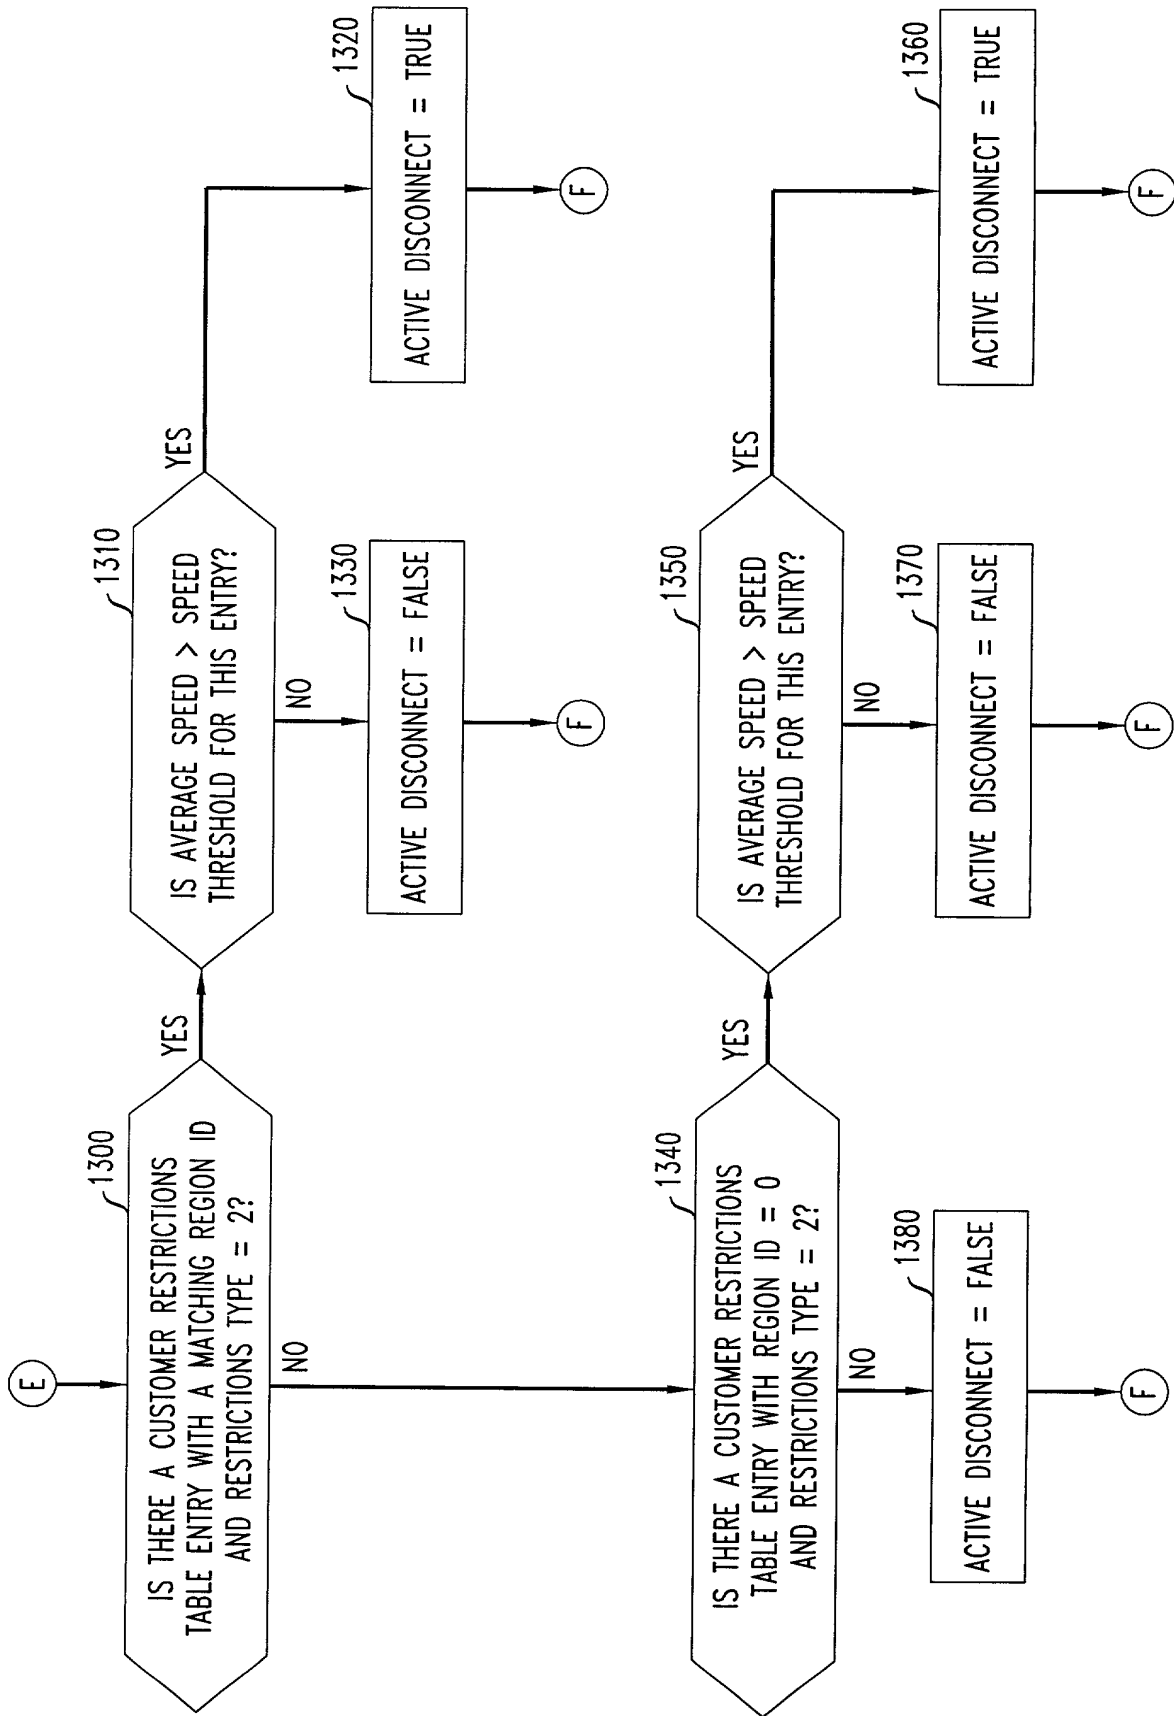 E
1300
IS THERE A CUSTOMER RESTRICTIONS
TABLE ENTRY WITH A MATCHING REGION ID
AND RESTRICTIONS TYPE = 2?
YES
NO
1310
IS AVERAGE SPEED > SPEED
THRESHOLD FOR THIS ENTRY?
YES
NO
1320
ACTIVE DISCONNECT = TRUE
F
1330
ACTIVE DISCONNECT = FALSE
F
1340
IS THERE A CUSTOMER RESTRICTIONS
TABLE ENTRY WITH REGION ID = 0
AND RESTRICTIONS TYPE = 2?
YES
NO
1350
IS AVERAGE SPEED > SPEED
THRESHOLD FOR THIS ENTRY?
YES
NO
1360
ACTIVE DISCONNECT = TRUE
F
1370
ACTIVE DISCONNECT = FALSE
F
1380
ACTIVE DISCONNECT = FALSE
F